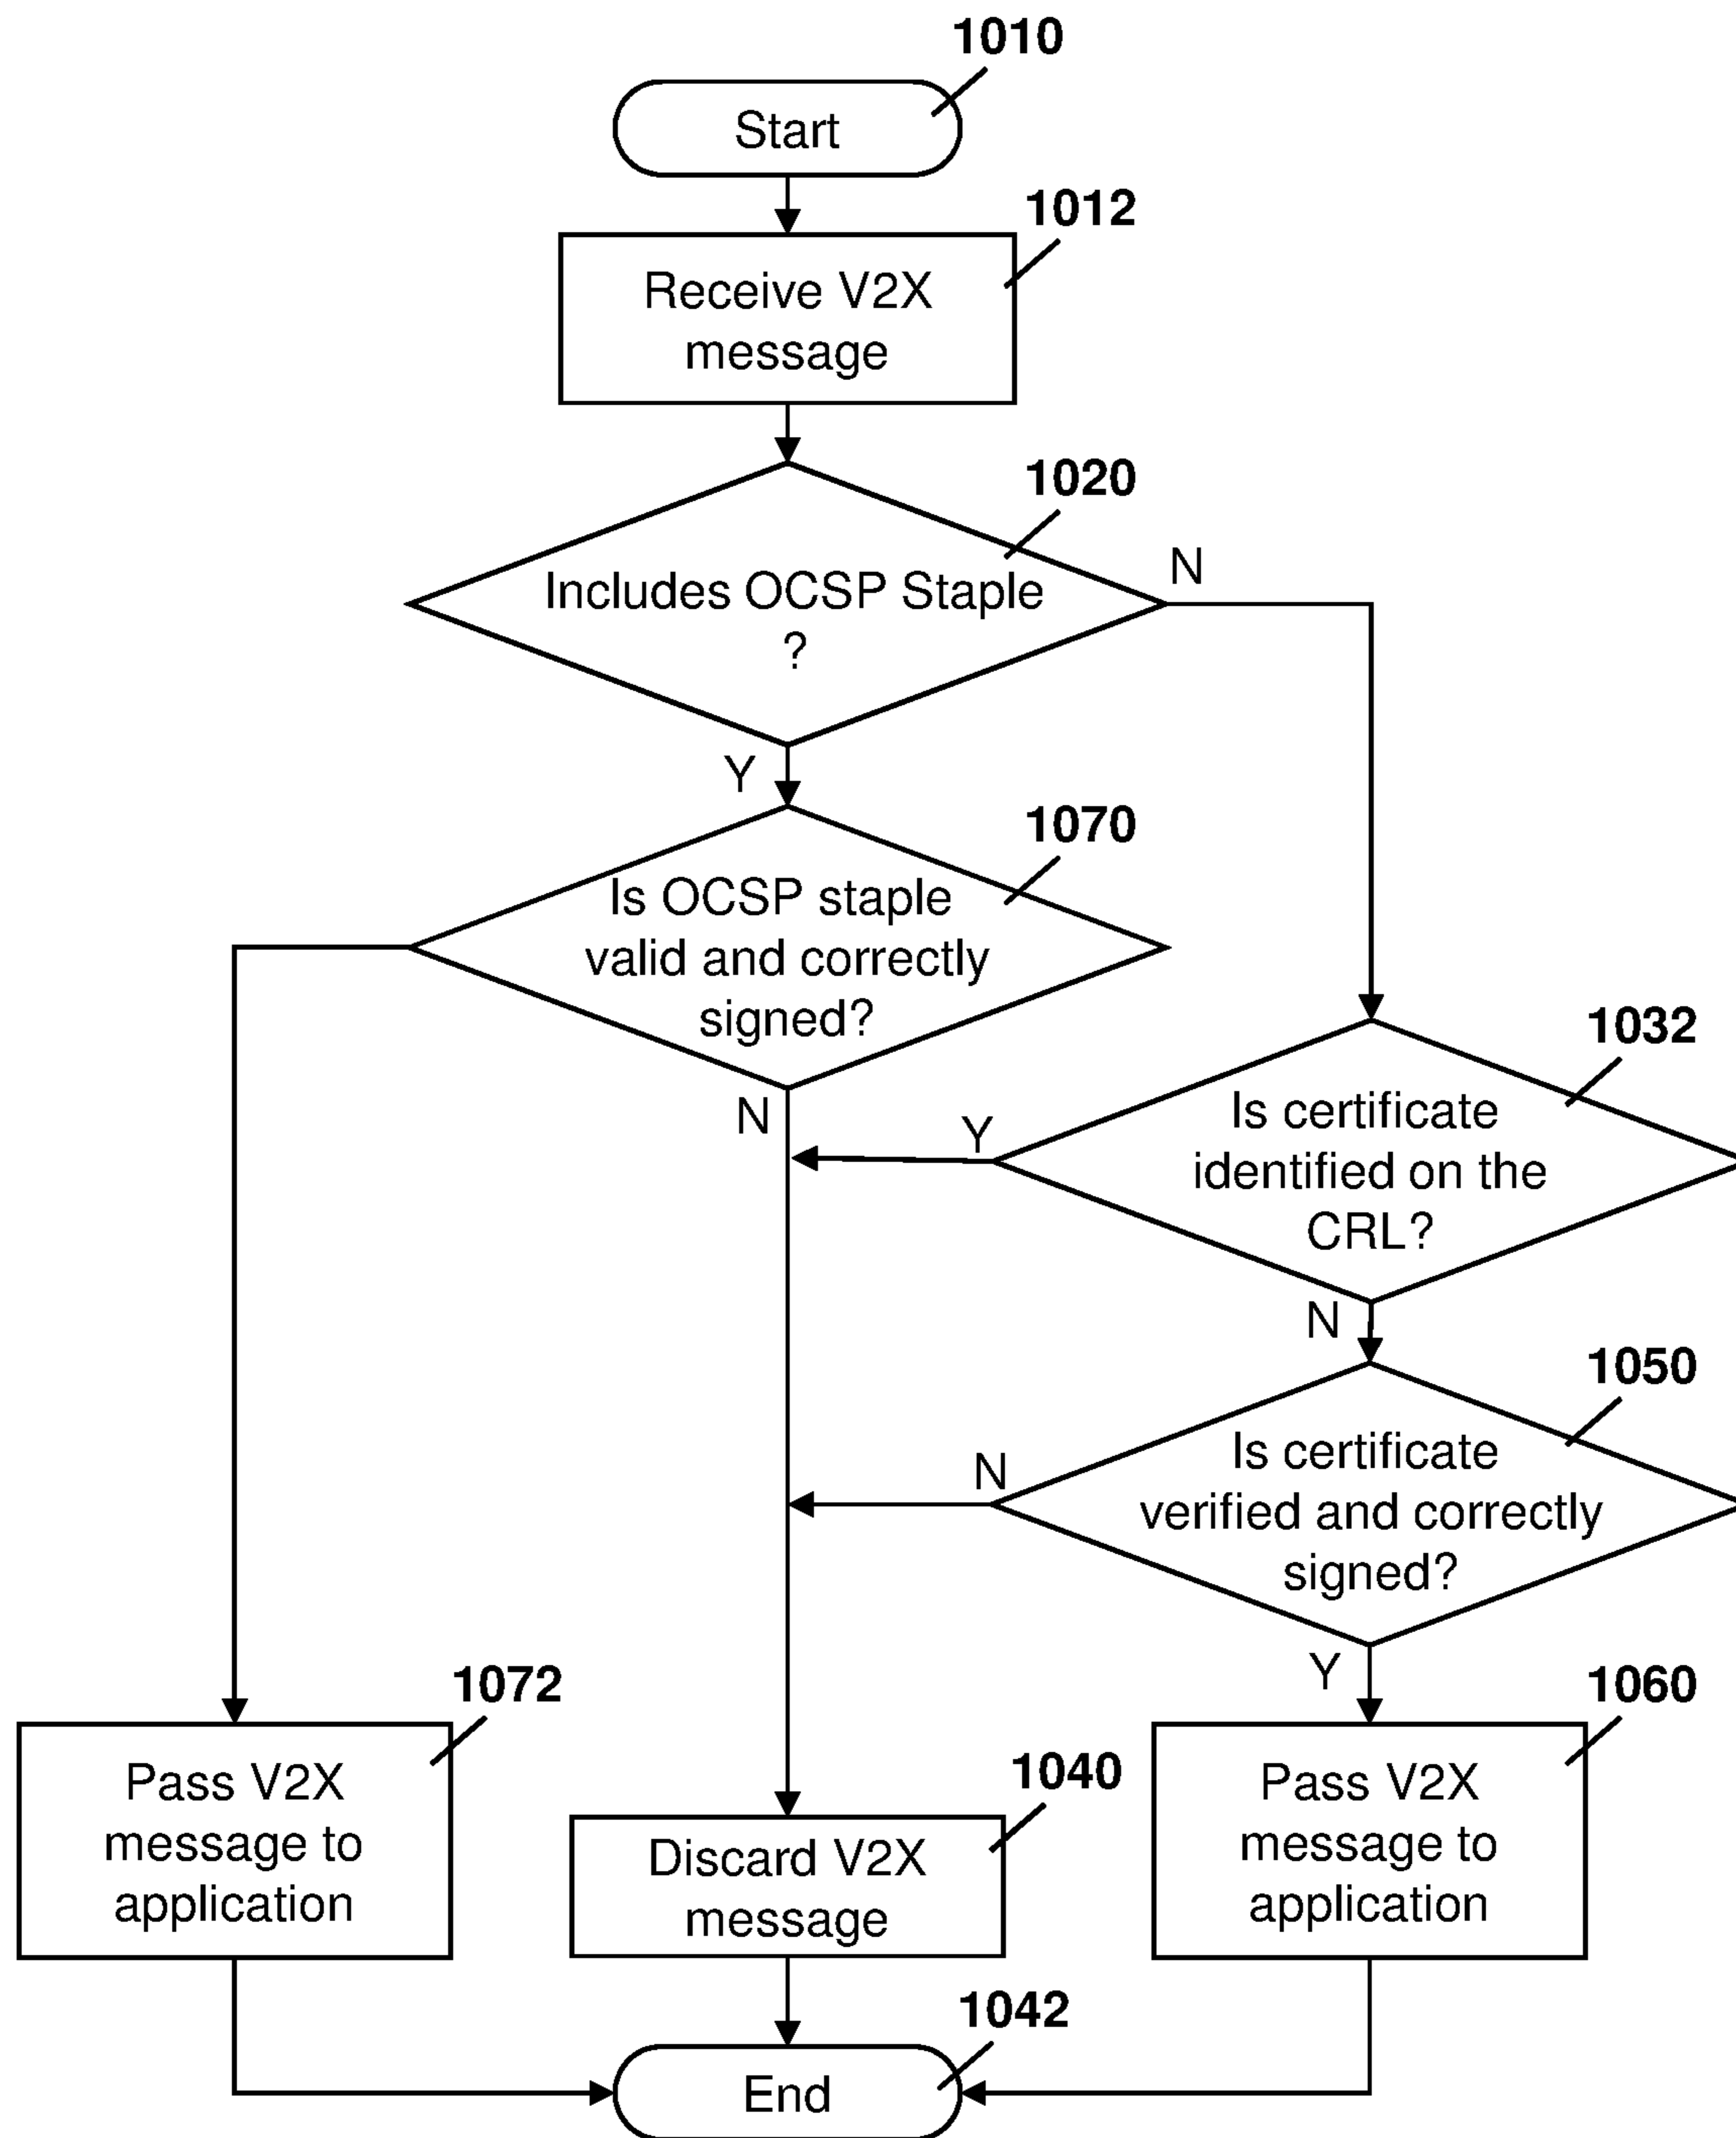 1010
Start
1012
Receive V2X
message
1020
Includes OCSP Staple
?
N
Y
1070
Is OCSP staple
valid and correctly
signed?
N
1032
Is certificate
identified on the
CRL?
Y
N
1050
Is certificate
verified and correctly
signed?
N
Y
1072
Pass V2X
message to
application
1040
Discard V2X
message
1060
Pass V2X
message to
application
1042
End